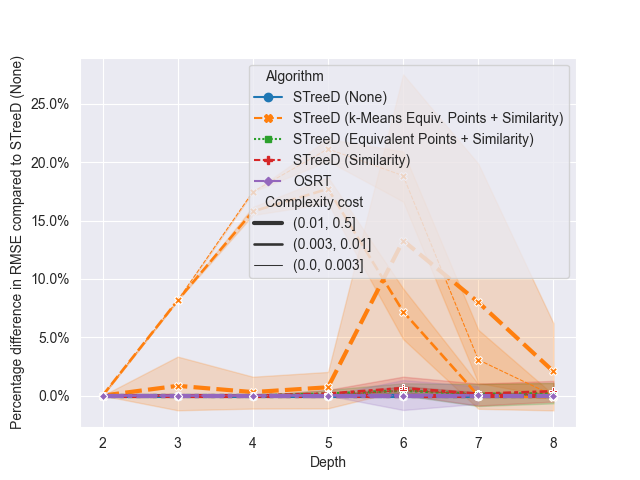 Percentage difference in RMSE compared to STreeD (None)
25.0%
20.0%
15.0%
10.0%
5.0%
0.0%
Algorithm
STreeD (None)
STreeD (k-Means Equiv. Points + Similarity)
STreeD (Equivalent Points + Similarity)
STreeD (Similarity)
OSRT
Complexity cost
(0.01, 0.5]
(0.003, 0.01]
(0.0, 0.003]
2 3 4 5 6 7 8
Depth